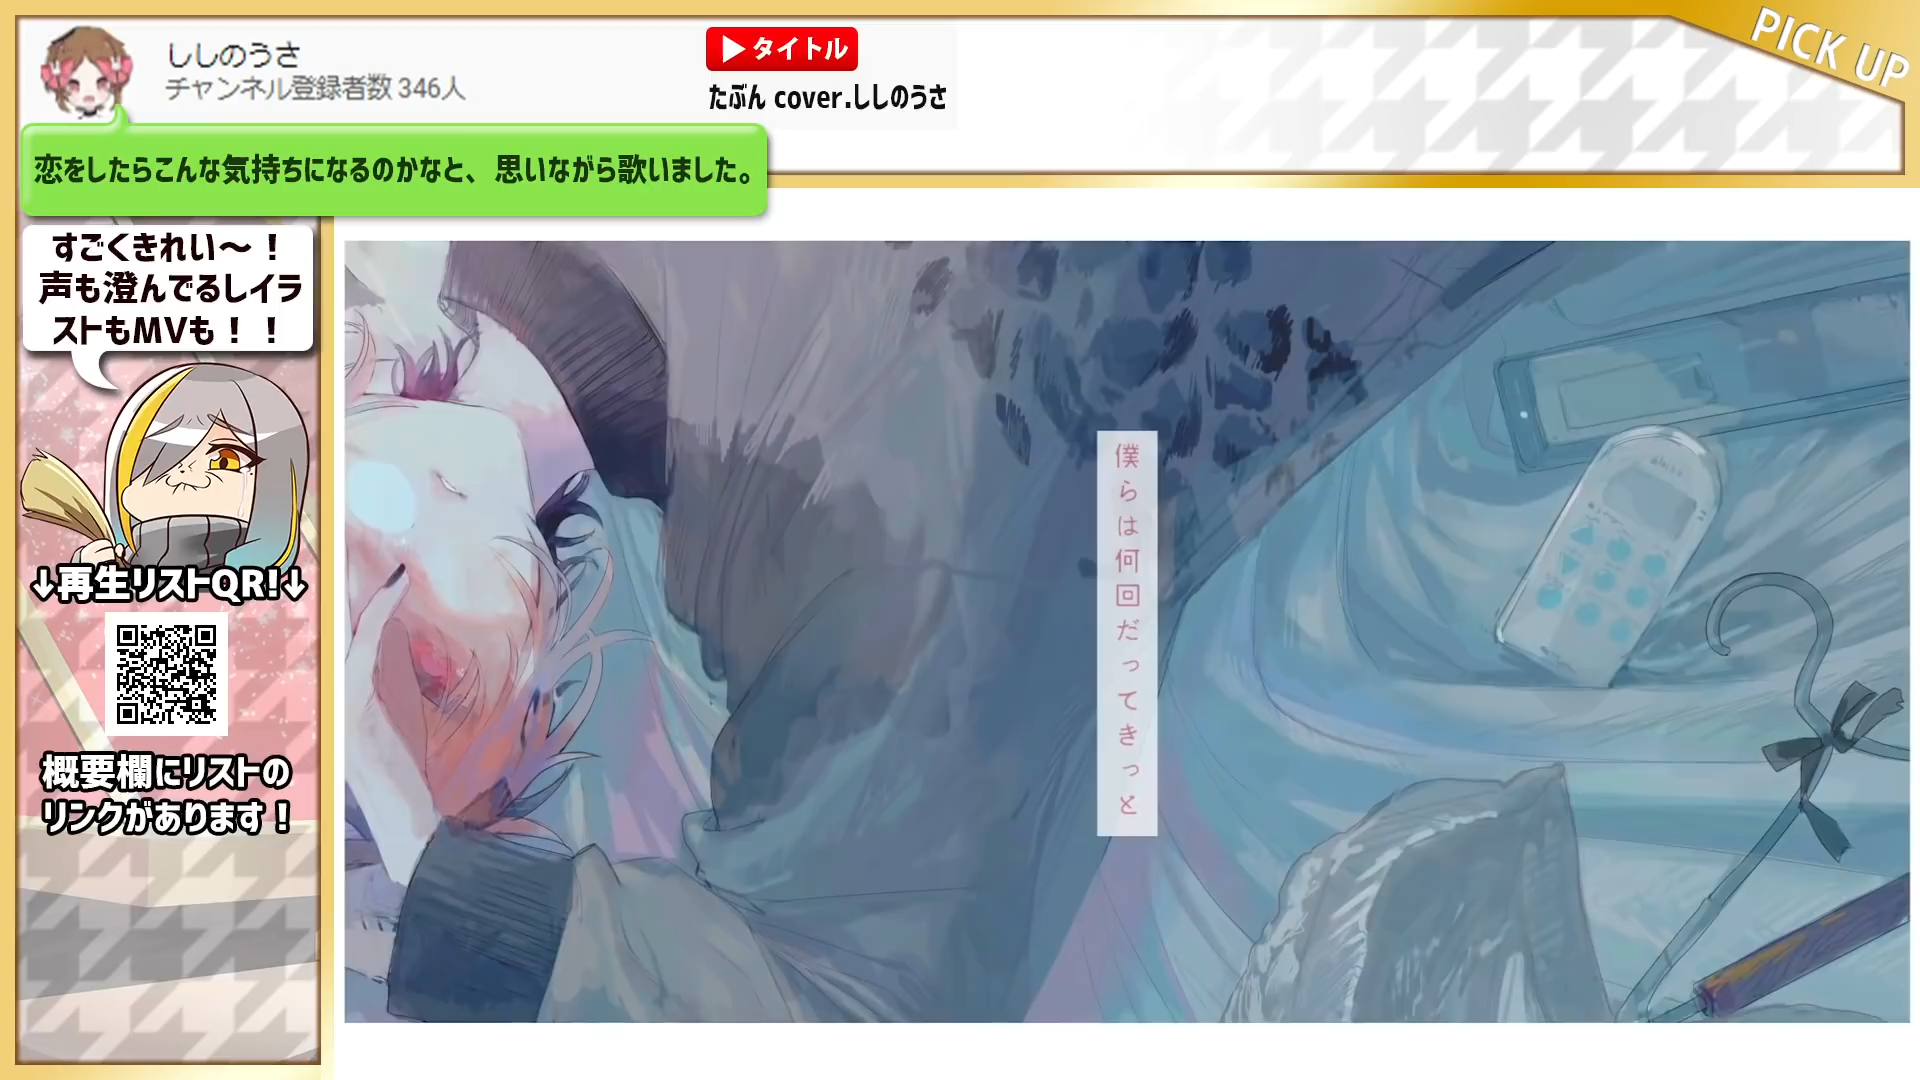 PICK UP
ししのうさ
チャンネル登録者数 346人
タイトル
たぶん cover.ししのうさ
恋をしたらこんな気持ちになるのかなと、思いながら歌いました。
すごくきれい～！
声も澄んでるしイラ
ストもMVも！！
↓再生リストQR!↓
概要欄にリストの
リンクがあります！
僕らは何回だってきっと